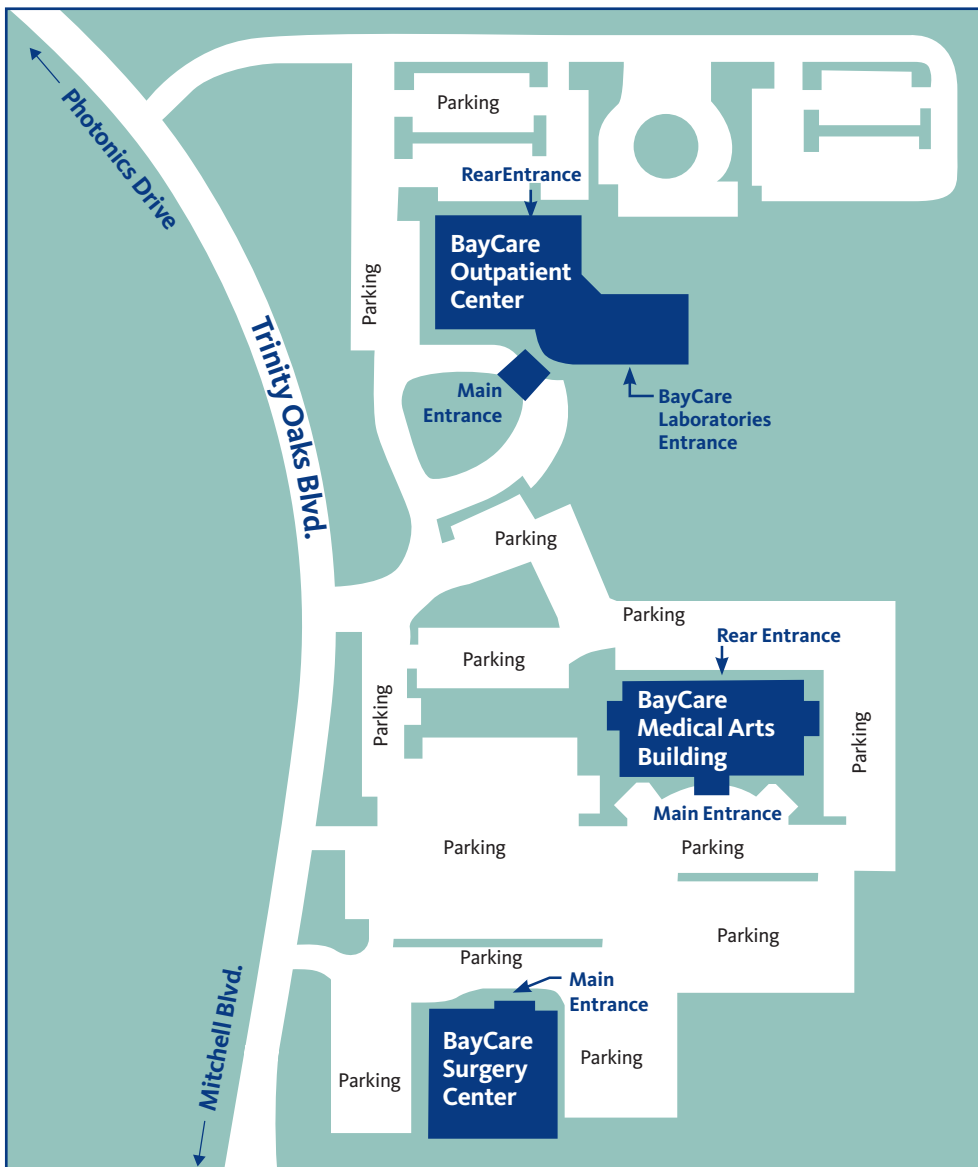 Parking
RearEntrance
Photonics Drive
BayCare
Outpatient
Center
Parking
Trinity Oaks Blvd.
Main
Entrance
BayCare
Laboratories
Entrance
Parking
Parking
Rear Entrance
Parking
Parking
BayCare
Medical Arts
Building
Parking
Main Entrance
Parking
Parking
Parking
Parking
Main
Entrance
Mitchell Blvd.
BayCare
Surgery
Center
Parking
Parking